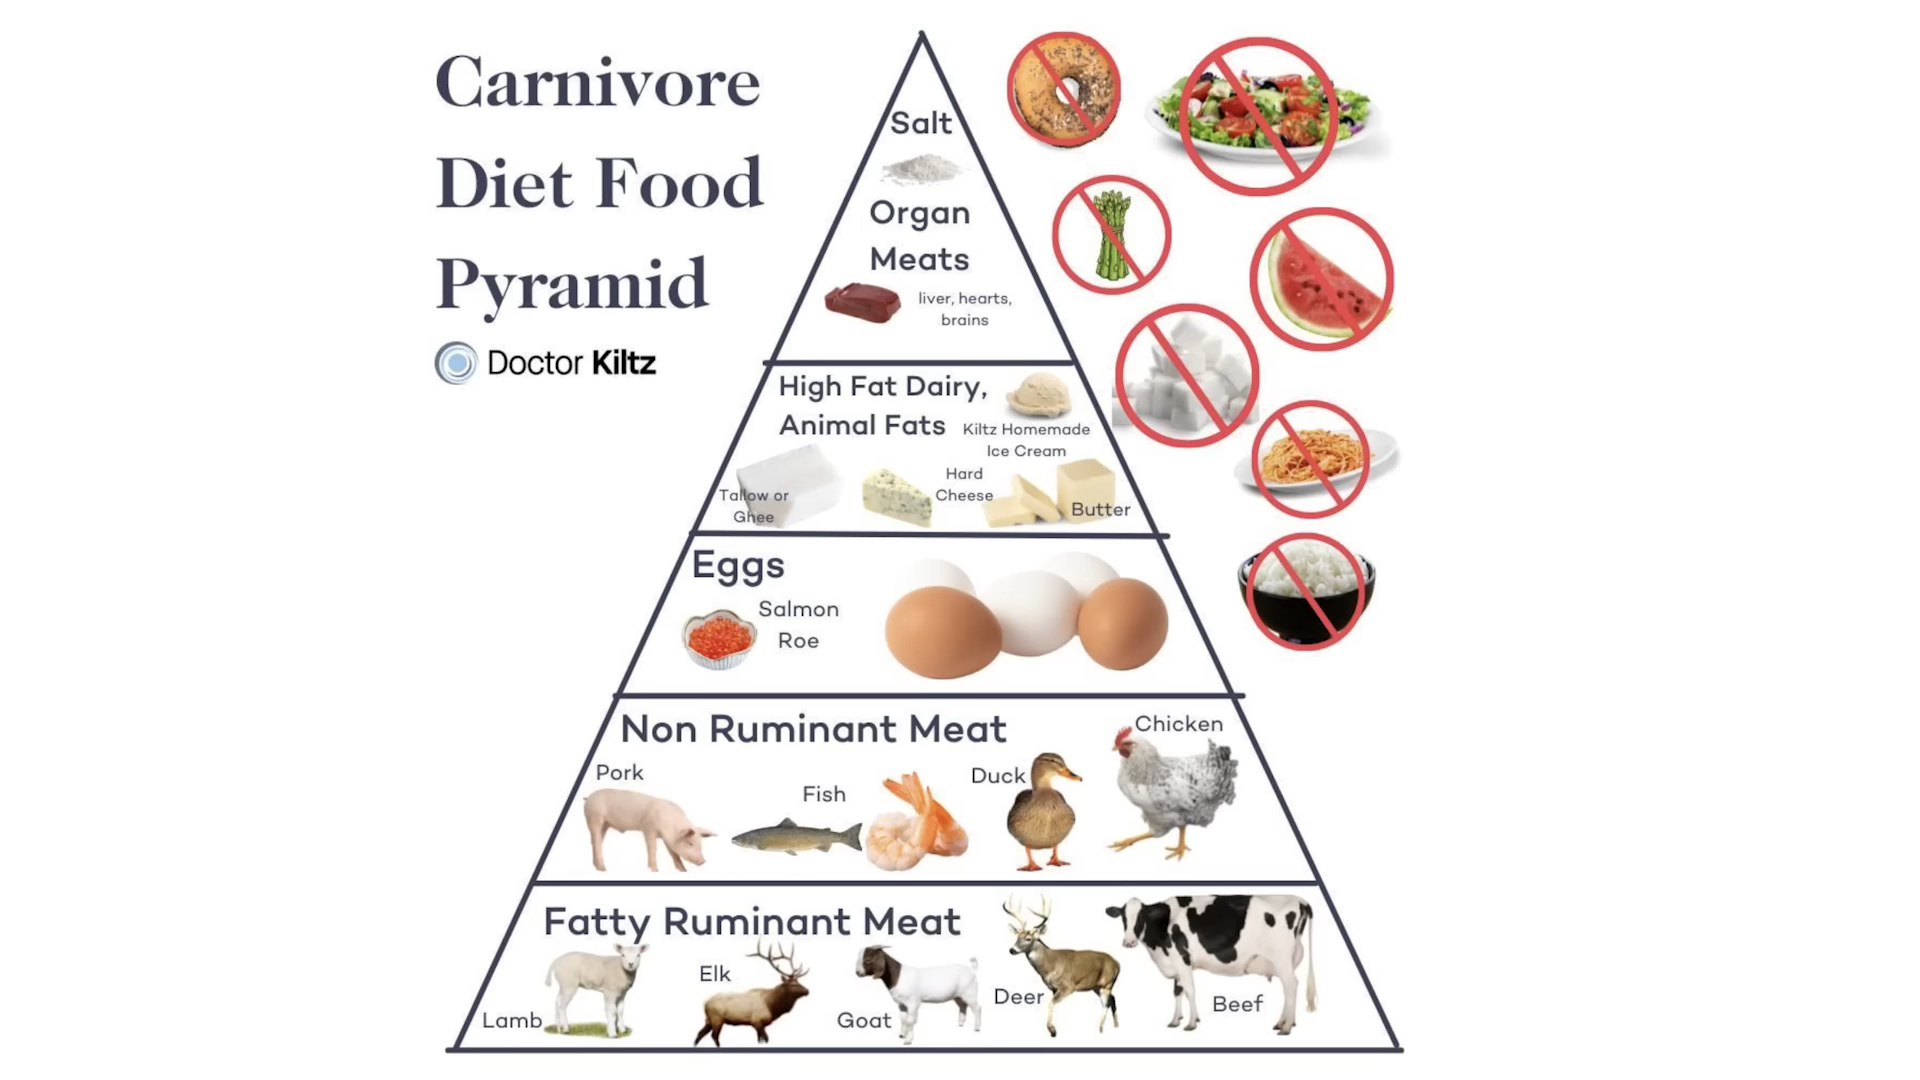 Carnivore
Diet Food
Pyramid
Doctor Kiltz
Salt
Organ
Meats
liver, hearts,
brains
High Fat Dairy,
Animal Fats
Kiltz Homemade
Ice Cream
Tallow or
Ghee
Hard
Cheese
Butter
Eggs
Salmon
Roe
Non Ruminant Meat
Pork
Fish
Duck
Chicken
Fatty Ruminant Meat
Lamb
Elk
Goat
Deer
Beef